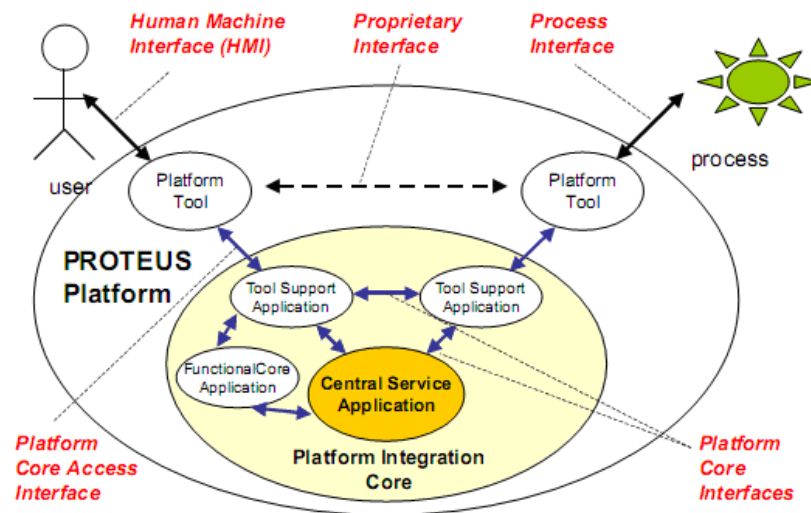 Human Machine
Interface (HMI)
Proprietary
Interface
Process
Interface
user
process
Platform
Tool
Platform
Tool
PROTEUS
Platform
Tool Support
Application
Tool Support
Application
FunctionalCore
Application
Central Service
Application
Platform Integration
Core
Platform
Core Access
Interface
Platform
Core
Interfaces